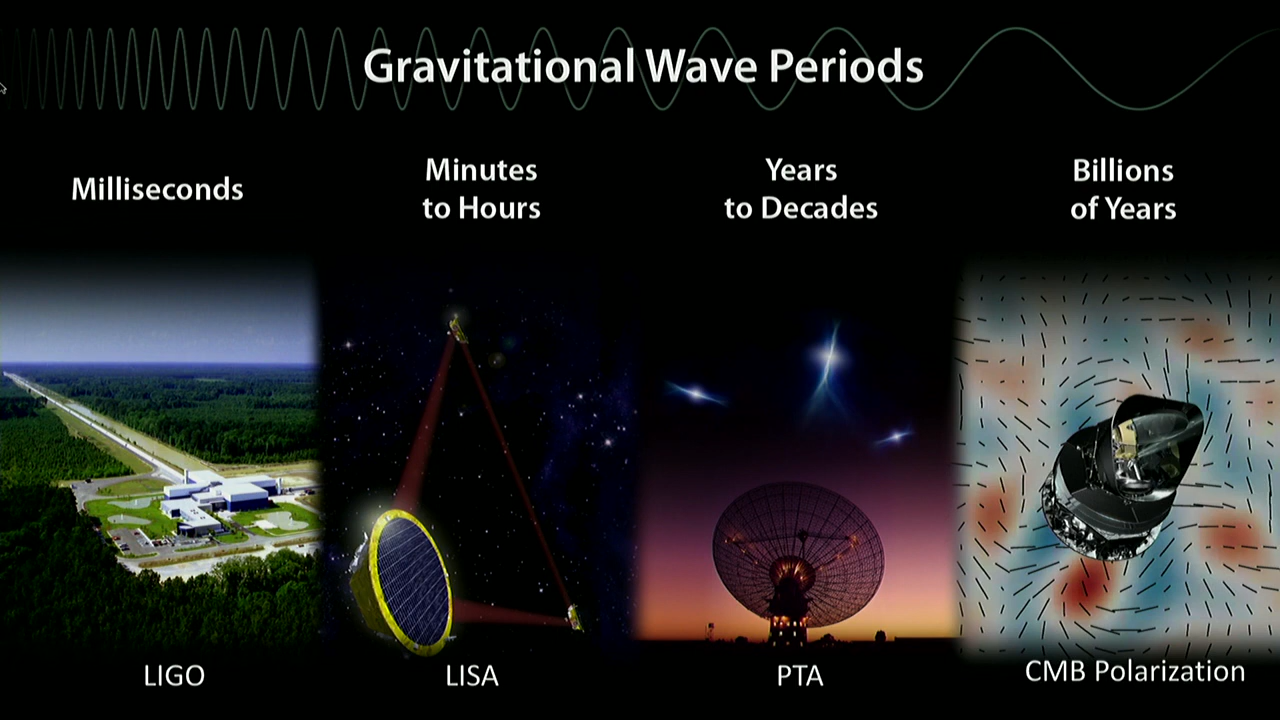 Gravitational Wave Periods
Milliseconds
Minutes
to Hours
Years
to Decades
Billions
of Years
LIGO
LISA
PTA
CMB Polarization